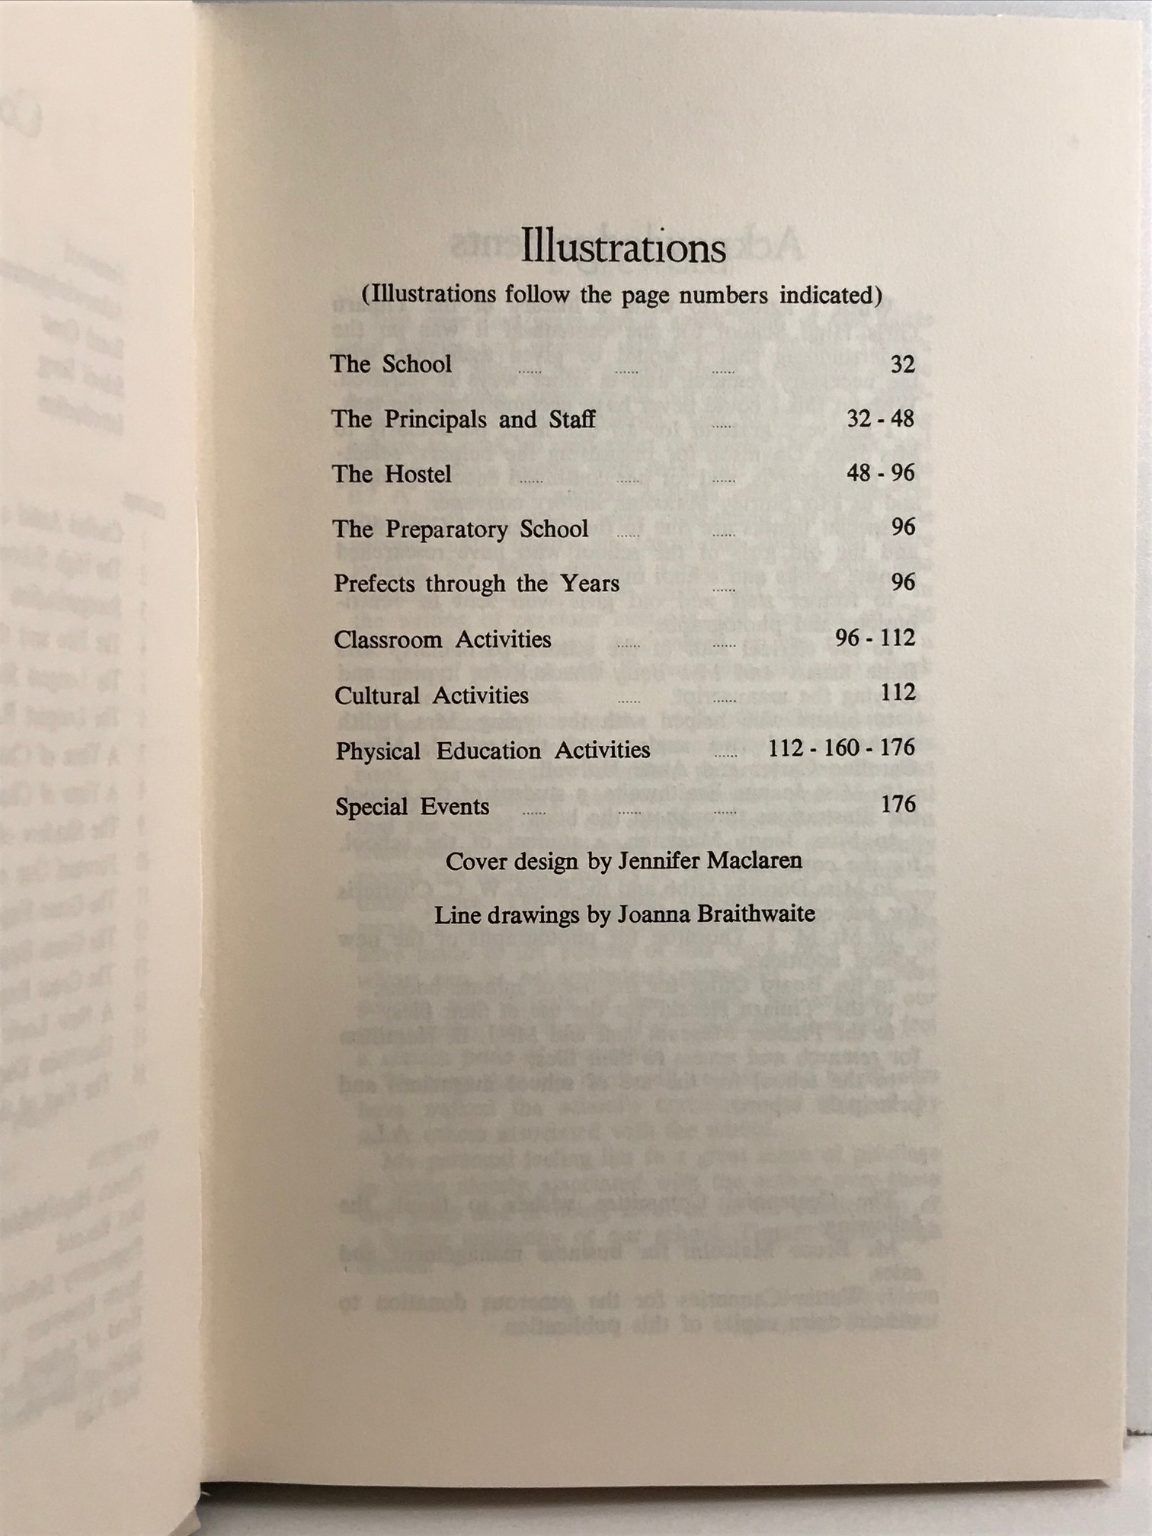 Illustrations
(Illustrations follow the page numbers indicated)
The School ...... ...... ...... 32
The Principals and Staff ...... 32 - 48
The Hostel ...... ...... ...... 48 - 96
The Preparatory School ...... ...... 96
Prefects through the Years ...... 96
Classroom Activities ...... ...... 96 - 112
Cultural Activities ...... ...... 112
Physical Education Activities ...... 112 - 160 - 176
Special Events ...... ...... ...... 176
Cover design by Jennifer Maclaren
Line drawings by Joanna Braithwaite